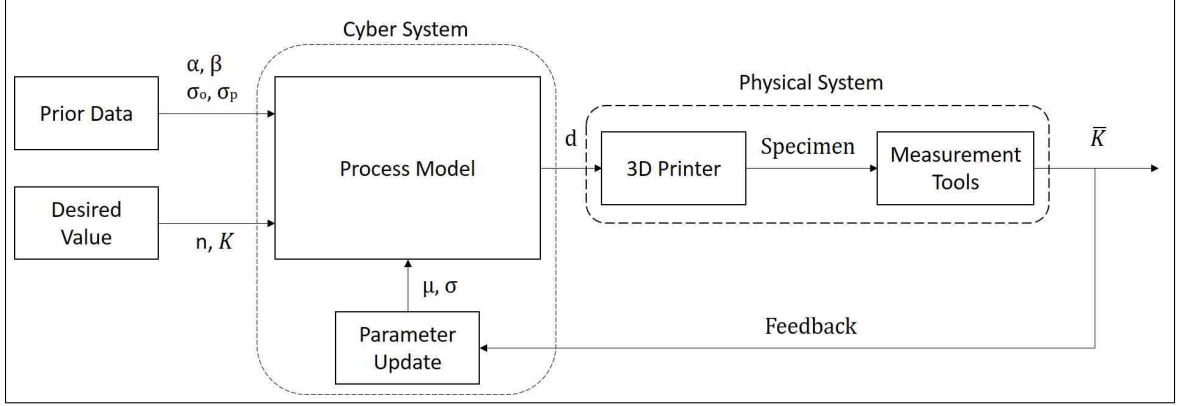 Cyber System
α, β
σₒ, σₚ
Prior Data
Process Model
Desired
Value
n, K
μ, σ
Parameter
Update
Physical System
d
3D Printer
Specimen
Measurement
Tools
K̅
Feedback